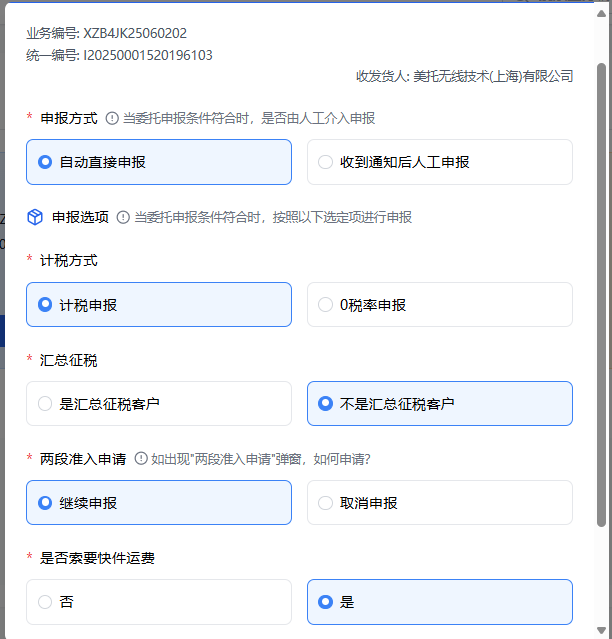 业务编号: XZB4JK25060202
统一编号: I20250001520196103
收发货人: 美托无线技术(上海)有限公司
* 申报方式 当委托申报条件符合时，是否由人工介入申报
自动直接申报 收到通知后人工申报
申报选项 当委托申报条件符合时，按照以下选定项进行申报
* 计税方式
计税申报 0税率申报
* 汇总征税
是汇总征税客户 不是汇总征税客户
* 两段准入申请 如出现"两段准入申请"弹窗，如何申请?
继续申报 取消申报
* 是否索要快件运费
否 是